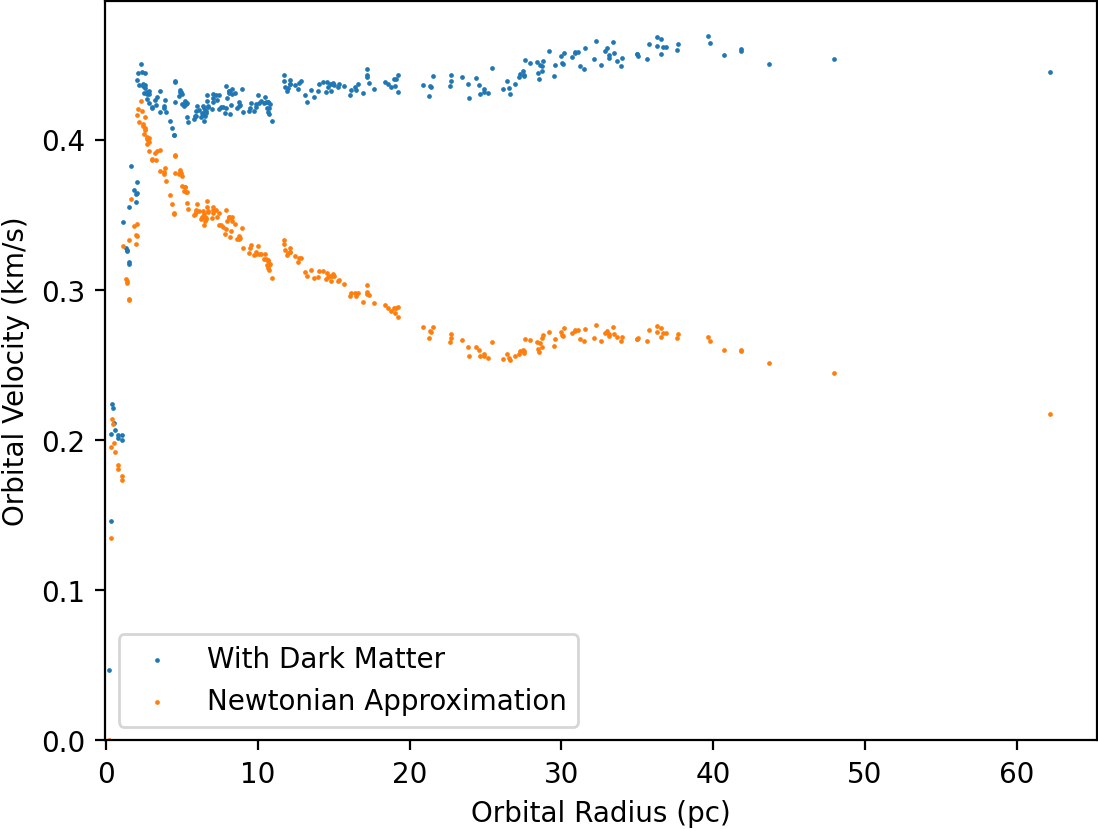 Orbital Velocity (km/s)
0.4
0.3
0.2
0.1
0.0
With Dark Matter
Newtonian Approximation
0 10 20 30 40 50 60
Orbital Radius (pc)